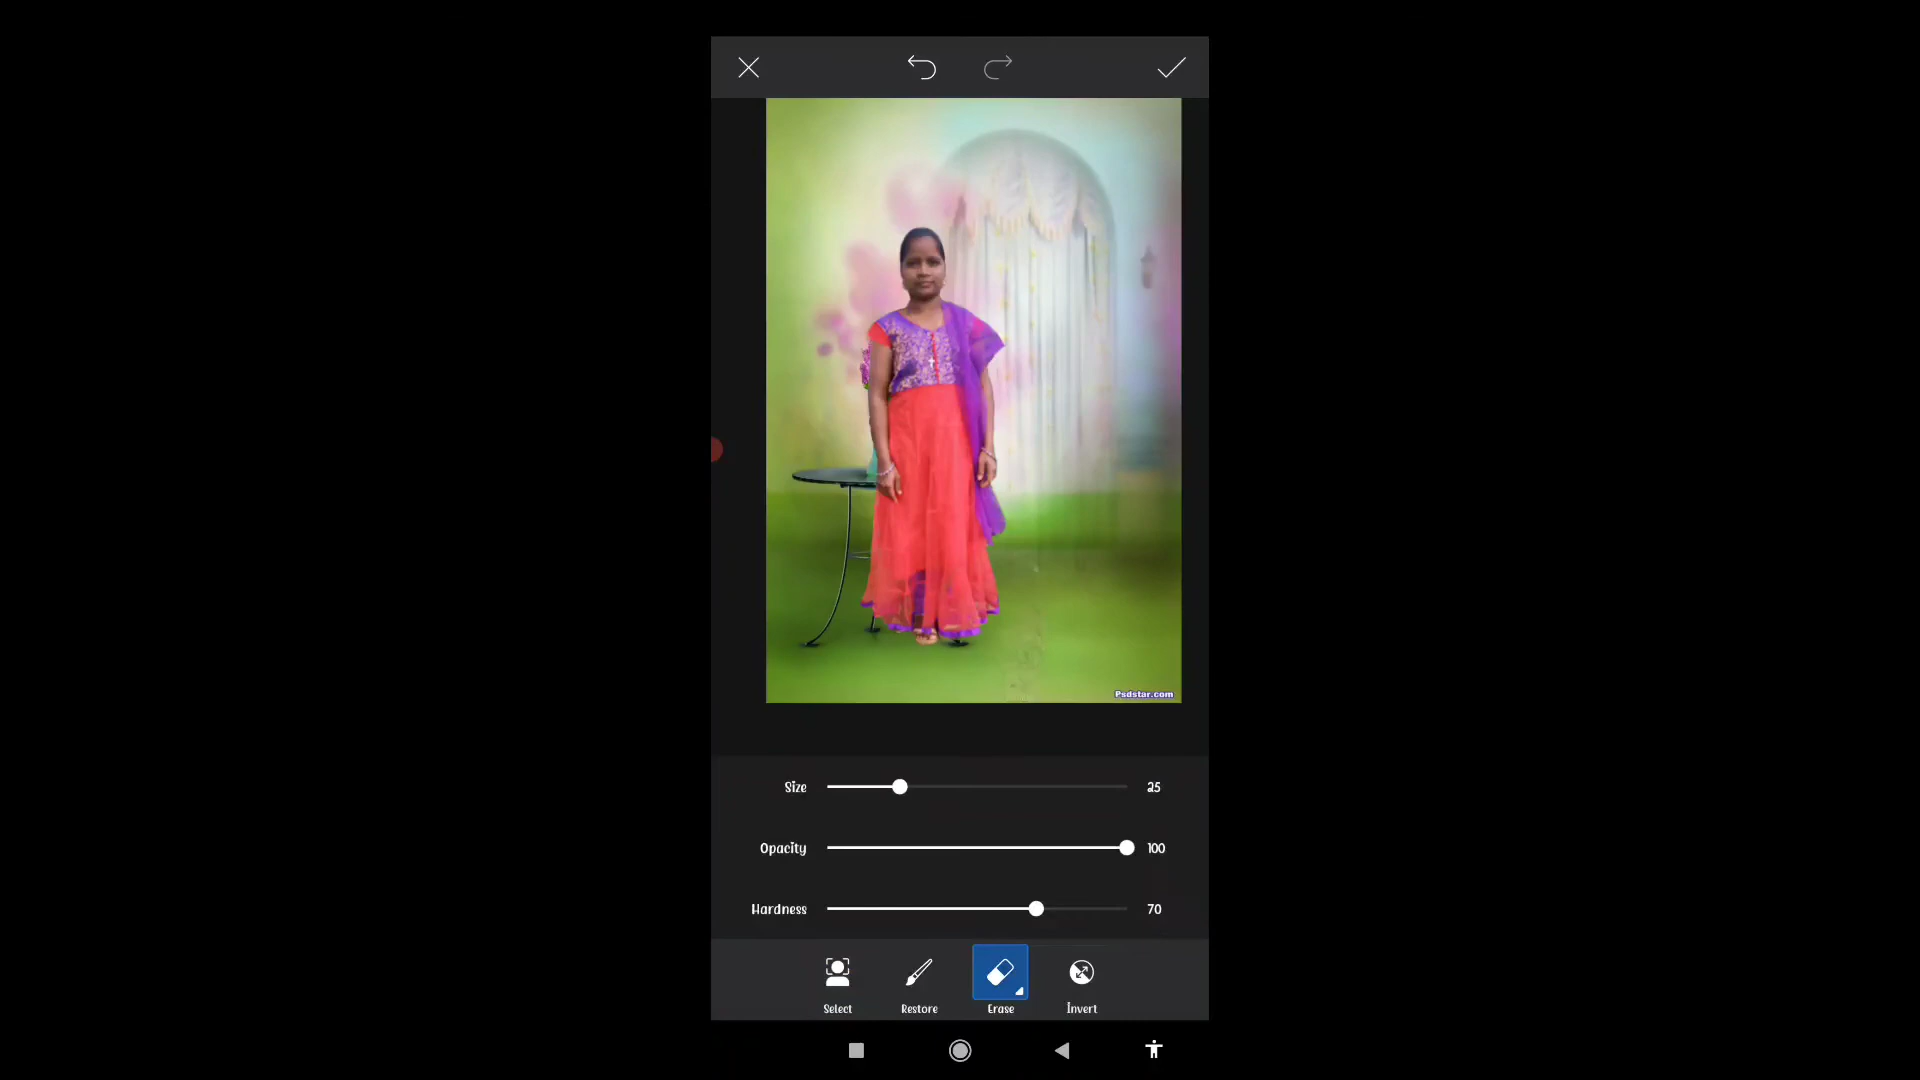 Psdstar.com
Size 25
Opacity 100
Hardness 70
Select Restore Erase Invert